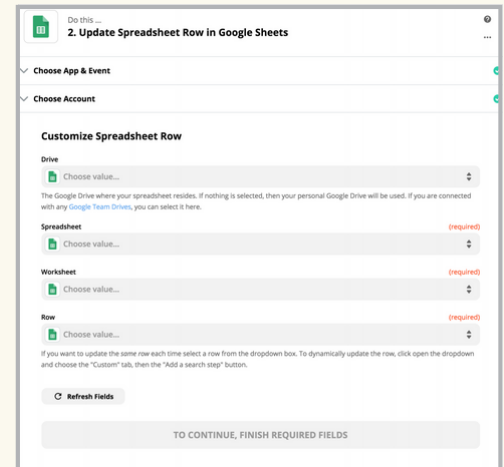 Do this ...
2. Update Spreadsheet Row in Google Sheets
Choose App & Event
Choose Account
Customize Spreadsheet Row
Drive
Choose value...
The Google Drive where your spreadsheet resides. If nothing is selected, then your personal Google Drive will be used. If you are connected
with any Google Team Drives, you can select it here.
Spreadsheet (required)
Choose value...
Worksheet (required)
Choose value...
Row (required)
Choose value...
If you want to update the same row each time select a row from the dropdown box. To dynamically update the row, click open the dropdown
and choose the "Custom" tab, then the "Add a search step" button.
Refresh Fields
TO CONTINUE, FINISH REQUIRED FIELDS